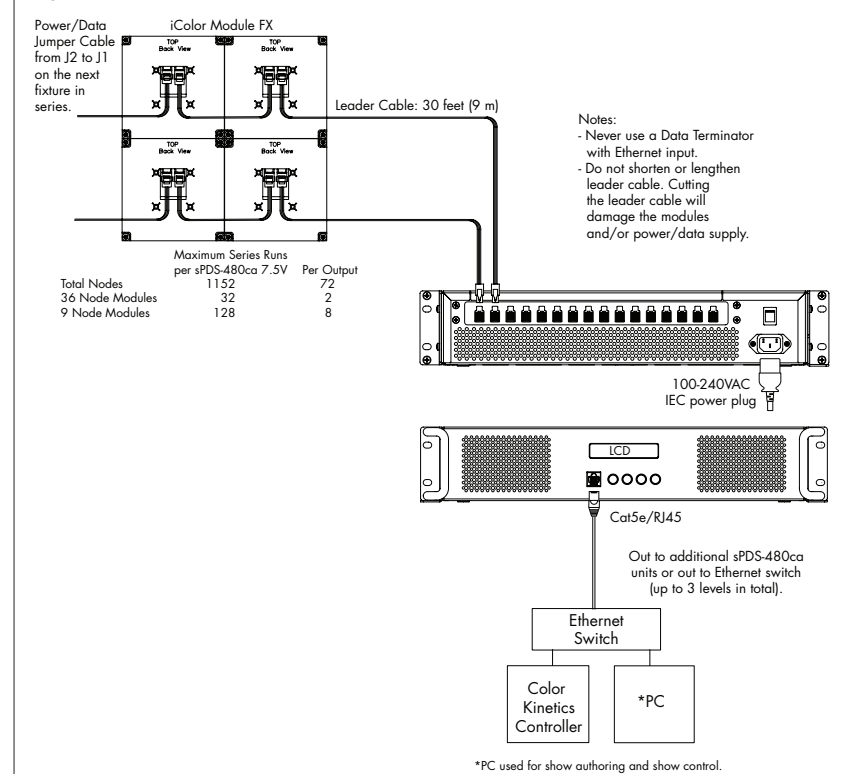 Power/Data
Jumper Cable
from J2 to J1
on the next
fixture in
series.
iColor Module FX
TOP
Back View
TOP
Back View
Leader Cable: 30 feet (9 m)
TOP
Back View
TOP
Back View
Notes:
- Never use a Data Terminator
with Ethernet input.
- Do not shorten or lengthen
leader cable. Cutting
the leader cable will
damage the modules
and/or power/data supply.
Maximum Series Runs
per sPDS-480ca 7.5V Per Output
Total Nodes 1152 72
36 Node Modules 32 2
9 Node Modules 128 8
100-240VAC
IEC power plug
LCD
Cat5e/RJ45
Out to additional sPDS-480ca
units or out to Ethernet switch
(up to 3 levels in total).
Ethernet
Switch
Color
Kinetics
Controller
*PC
*PC used for show authoring and show control.